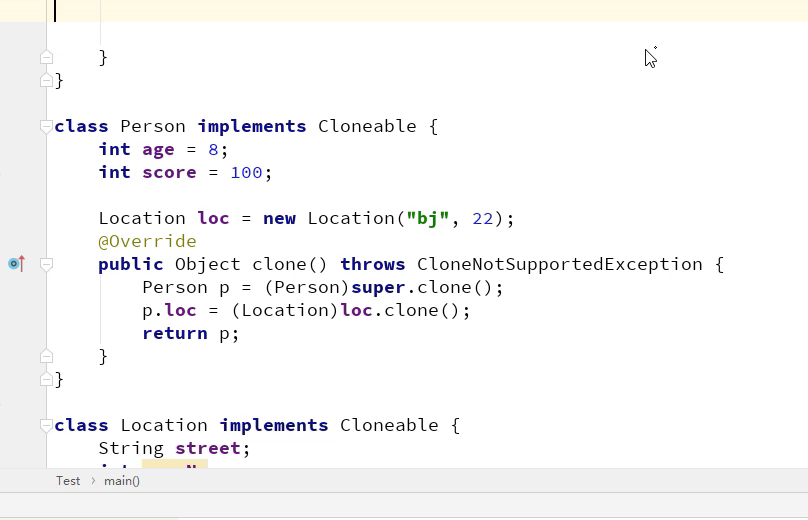 }
}
class Person implements Cloneable {
int age = 8;
int score = 100;
Location loc = new Location("bj", 22);
@Override
public Object clone() throws CloneNotSupportedException {
Person p = (Person)super.clone();
p.loc = (Location)loc.clone();
return p;
}
}
class Location implements Cloneable {
String street;
Test › main()